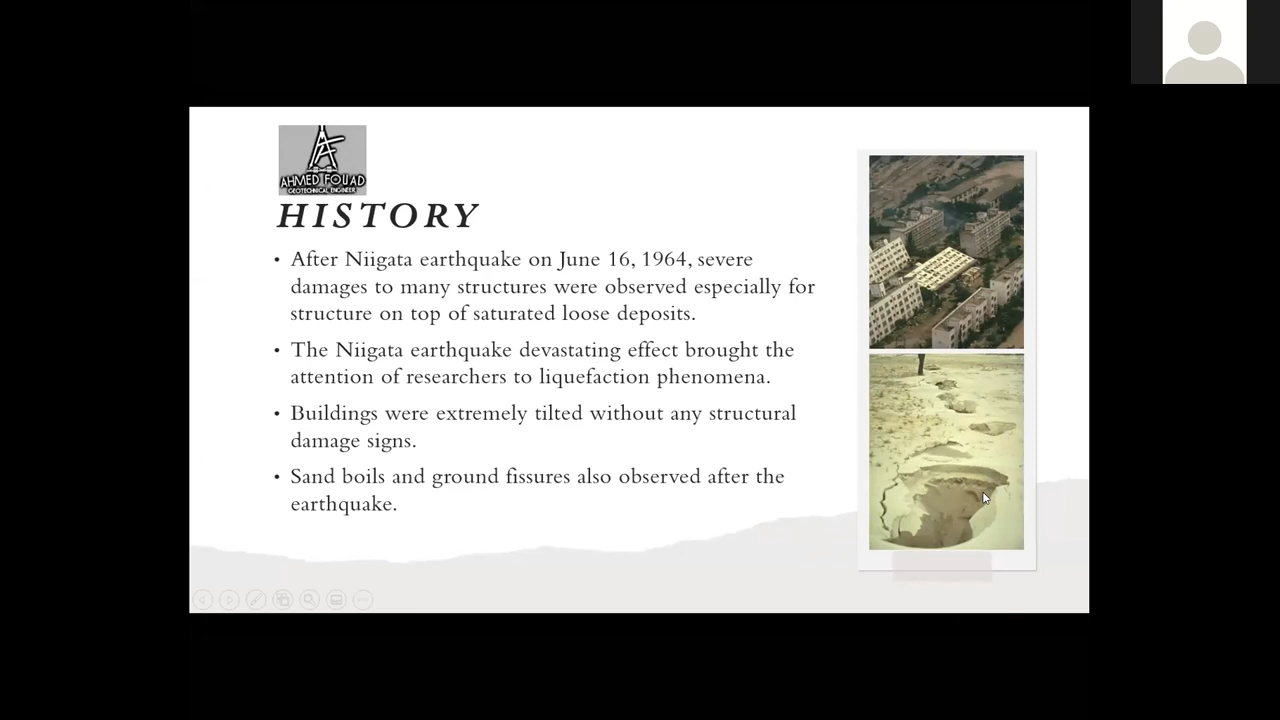 AF
AHMED FOUAD
GEOTECHNICAL ENGINEER
HISTORY
• After Niigata earthquake on June 16, 1964, severe
damages to many structures were observed especially for
structure on top of saturated loose deposits.
• The Niigata earthquake devastating effect brought the
attention of researchers to liquefaction phenomena.
• Buildings were extremely tilted without any structural
damage signs.
• Sand boils and ground fissures also observed after the
earthquake.